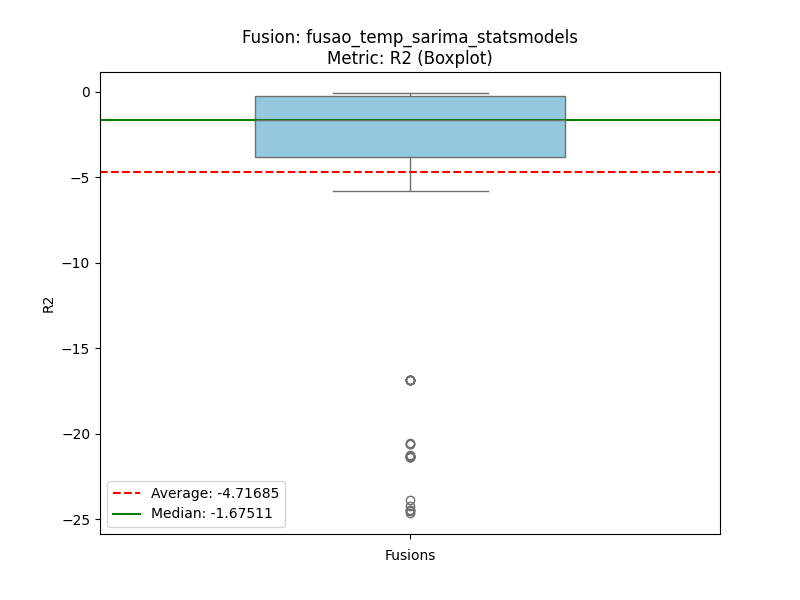 Fusion: fusao_temp_sarima_statsmodels
Metric: R2 (Boxplot)
0
−5
−10
−15
−20
−25
R2
Average: -4.71685
Median: -1.67511
Fusions